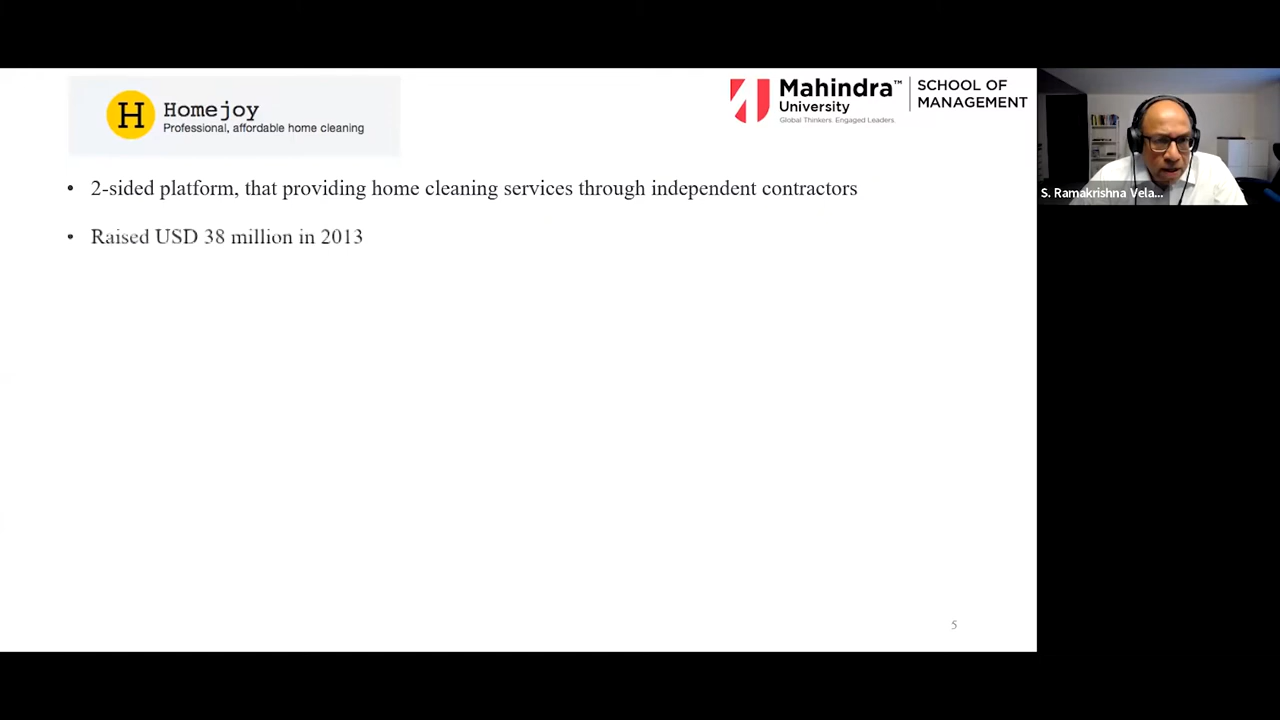 H
Homejoy
Professional, affordable home cleaning
Mahindra™
University
Global Thinkers. Engaged Leaders.
SCHOOL OF
MANAGEMENT
• 2-sided platform, that providing home cleaning services through independent contractors
• Raised USD 38 million in 2013
S. Ramakrishna Vela...
5